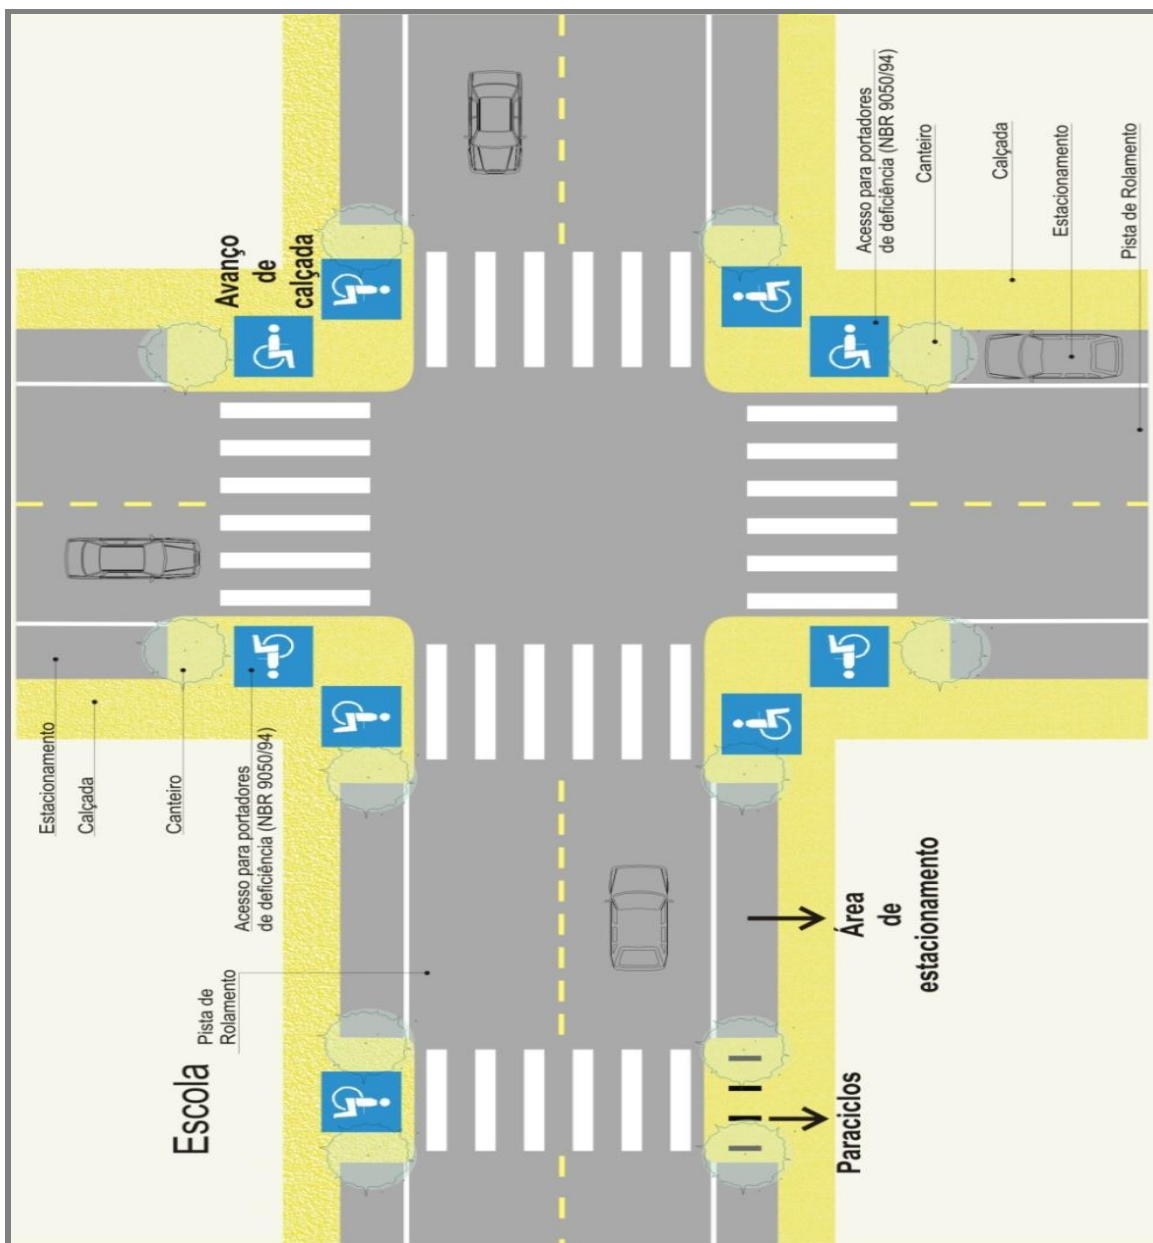 Estacionamento
Calçada
Canteiro
Escola
Pista de
Rolamento
Acesso para portadores
de deficiência (NBR 9050/94)
Avanço
de
calçada
Paraciclos
Área
de
estacionamento
Acesso para portadores
de deficiência (NBR 9050/94)
Canteiro
Calçada
Estacionamento
Pista de Rolamento